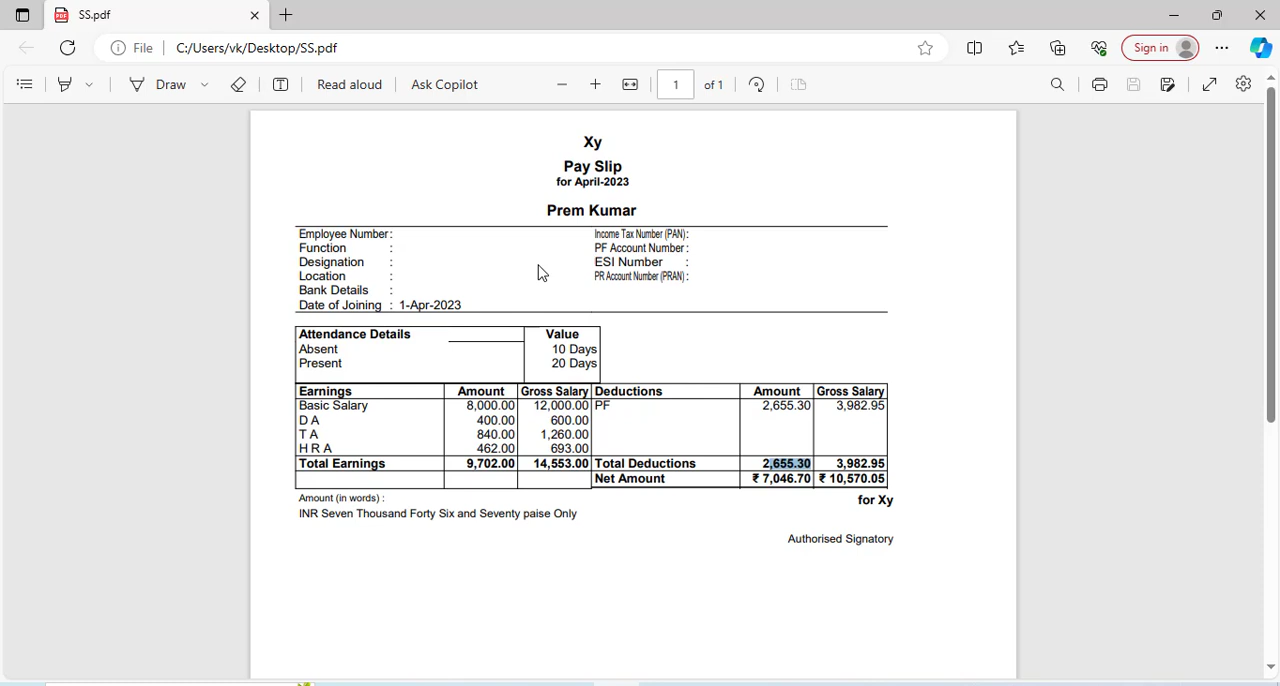 SS.pdf
File C:/Users/vk/Desktop/SS.pdf Sign in
Draw Read aloud Ask Copilot 1 of 1
Xy
Pay Slip
for April-2023
Prem Kumar
Employee Number : Income Tax Number (PAN) :
Function : PF Account Number :
Designation : ESI Number :
Location : PR Account Number (PRAN) :
Bank Details :
Date of Joining : 1-Apr-2023
Attendance Details Value
Absent 10 Days
Present 20 Days
Earnings Amount Gross Salary Deductions Amount Gross Salary
Basic Salary 8,000.00 12,000.00 PF 2,655.30 3,982.95
D A 400.00 600.00
T A 840.00 1,260.00
H R A 462.00 693.00
Total Earnings 9,702.00 14,553.00 Total Deductions 2,655.30 3,982.95
Net Amount ₹ 7,046.70 ₹ 10,570.05
Amount (in words) : for Xy
INR Seven Thousand Forty Six and Seventy paise Only
Authorised Signatory